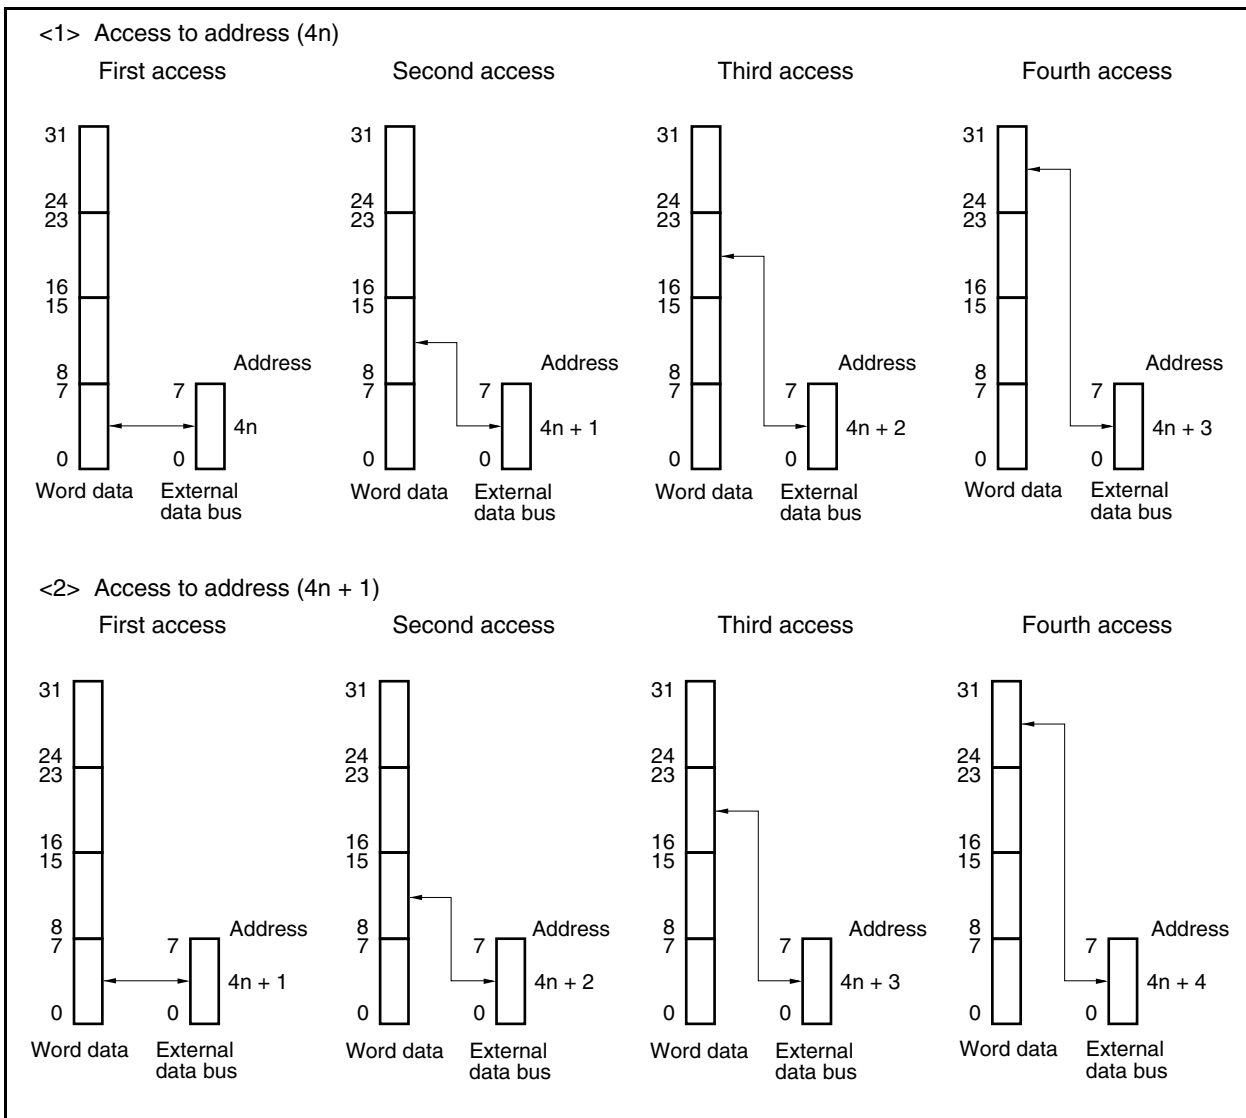 <1> Access to address (4n)
First access Second access Third access Fourth access
31 31 31 31
24 24 24 24
23 23 23 23
16 16 16 16
15 15 15 15
Address Address Address Address
8 8 8 8
7 7 7 7 7 7 7 7
4n 4n + 1 4n + 2 4n + 3
0 0 0 0 0 0 0 0
Word data External Word data External Word data External Word data External
data bus data bus data bus data bus
<2> Access to address (4n + 1)
First access Second access Third access Fourth access
31 31 31 31
24 24 24 24
23 23 23 23
16 16 16 16
15 15 15 15
8 Address 8 Address 8 Address 8 Address
7 7 7 7 7 7 7 7
4n + 1 4n + 2 4n + 3 4n + 4
0 0 0 0 0 0 0 0
Word data External Word data External Word data External Word data External
data bus data bus data bus data bus